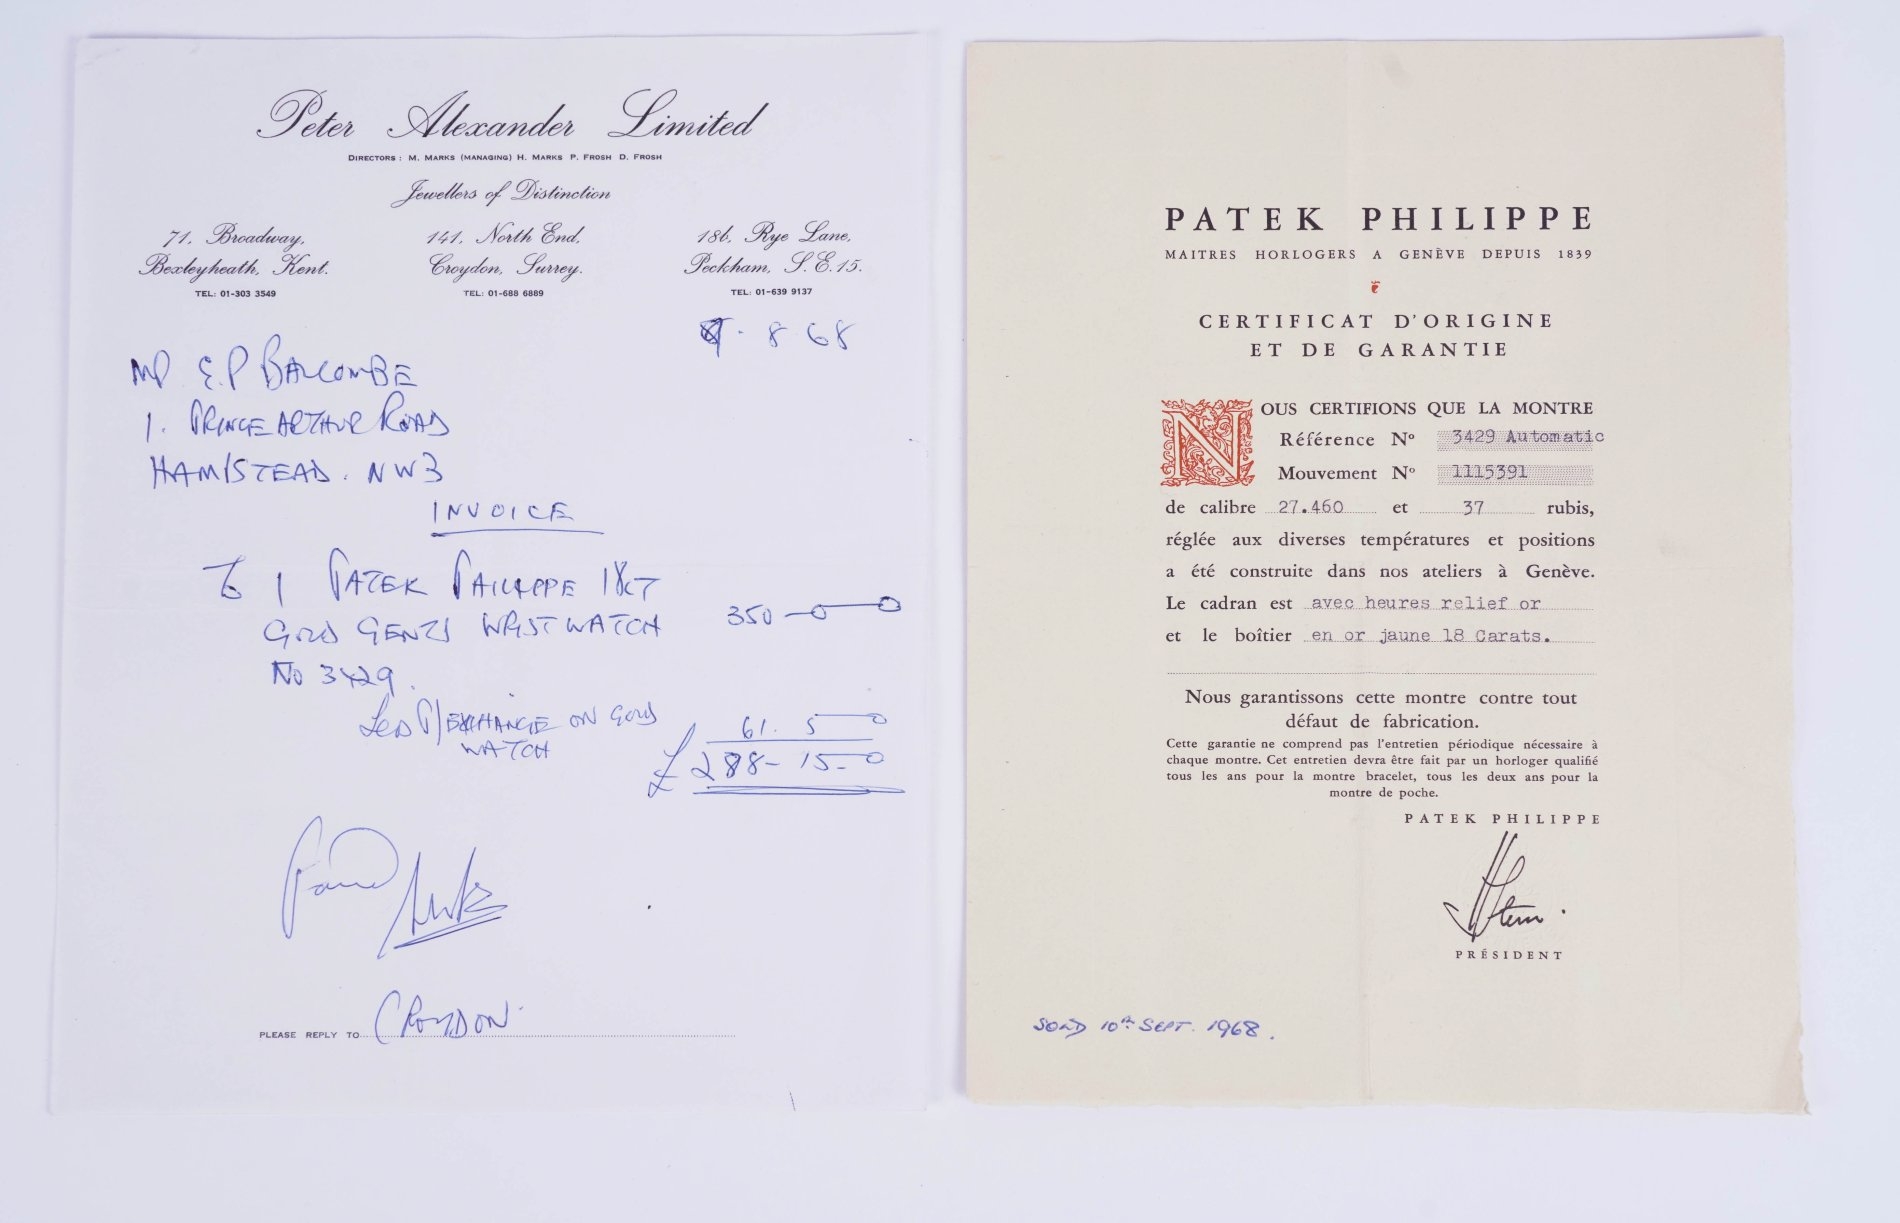 Peter Alexander Limited
DIRECTORS : M. MARKS (MANAGING) H. MARKS P. FROSH D. FROSH
Jewellers of Distinction
71, Broadway,
Bexleyheath, Kent.
TEL: 01-303 3549
141, North End,
Croydon, Surrey.
TEL: 01-688 6889
186, Rye Lane,
Peckham, S.E.15.
TEL: 01-639 9137
8 68
MR E.P BALCOMBE
1. PRINCE ARTHUR ROAD
HAMPSTEAD. NW3
INVOICE
To 1 PATEK PHILIPPE 18CT
GOLD GENTS WRIST WATCH 350-0-0
No 3429.
Less P/EXCHANGE ON GOLD
WATCH
61. 5 0
£288-15-0
PLEASE REPLY TO CROYDON.
PATEK PHILIPPE
MAITRES HORLOGERS A GENÈVE DEPUIS 1839
CERTIFICAT D'ORIGINE
ET DE GARANTIE
NOUS CERTIFIONS QUE LA MONTRE
Référence Nº 3429 Automatic
Mouvement Nº 1115391
de calibre 27.460 et 37 rubis,
réglée aux diverses températures et positions
a été construite dans nos ateliers à Genève.
Le cadran est avec heures relief or
et le boîtier en or jaune 18 Carats.
Nous garantissons cette montre contre tout
défaut de fabrication.
Cette garantie ne comprend pas l'entretien périodique nécessaire à
chaque montre. Cet entretien devra être fait par un horloger qualifié
tous les ans pour la montre bracelet, tous les deux ans pour la
montre de poche.
PATEK PHILIPPE
HStern.
PRÉSIDENT
SOLD 10th SEPT. 1968.